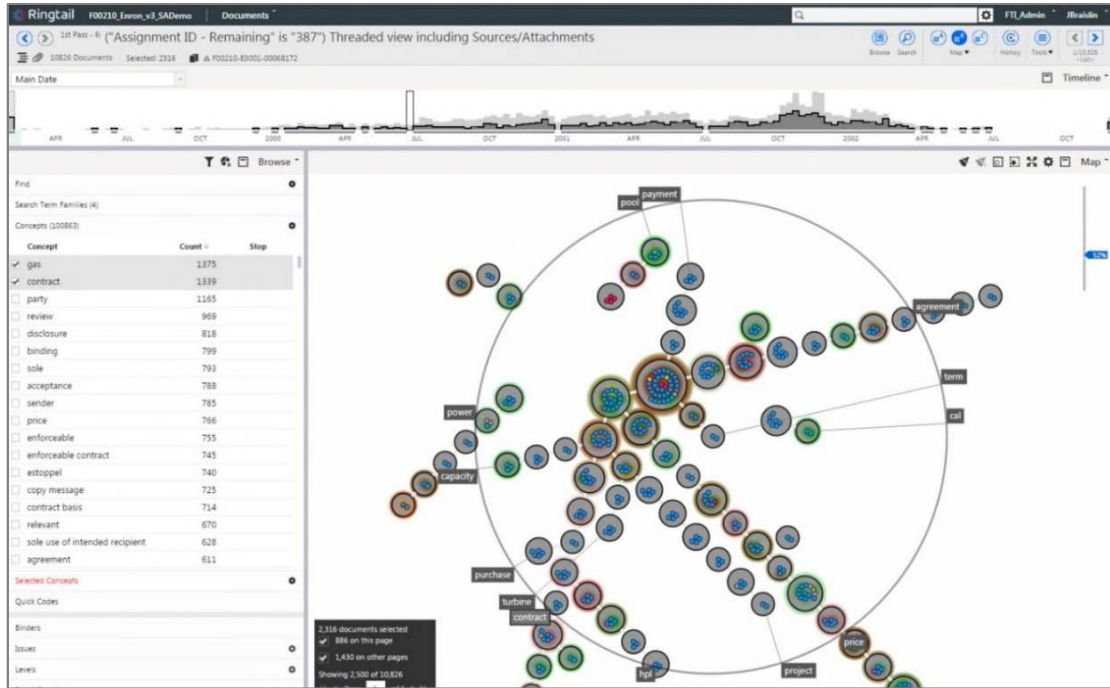 Ringtail F00210_Enron_v3_SADemo Documents FTI_Admin JBraislin
1st Pass - 6: ("Assignment ID - Remaining" is "387") Threaded view including Sources/Attachments
10826 Documents Selected: 2316 F00210-E0001-00068172
Browse Search Map History Tools 1/10,826
Main Date Timeline
APR JUL OCT 2000 APR JUL OCT 2001 APR JUL OCT 2002 APR JUL OCT
Browse Map
Find
Search Term Families (4)
Concepts (100863)
Concept Count Stop
gas 1375
contract 1339
party 1165
review 969
disclosure 818
binding 799
sole 793
acceptance 788
sender 785
price 766
enforceable 755
enforceable contract 745
estoppel 740
copy message 725
contract basis 714
relevant 670
sole use of intended recipient 628
agreement 611
Selected Concepts
Quick Codes
Binders
Issues
Levels
payment
pool
52%
agreement
term
power
cal
capacity
purchase
turbine
contract
price
hpl
project
2,316 documents selected
886 on this page
1,430 on other pages
Showing 2,500 of 10,826